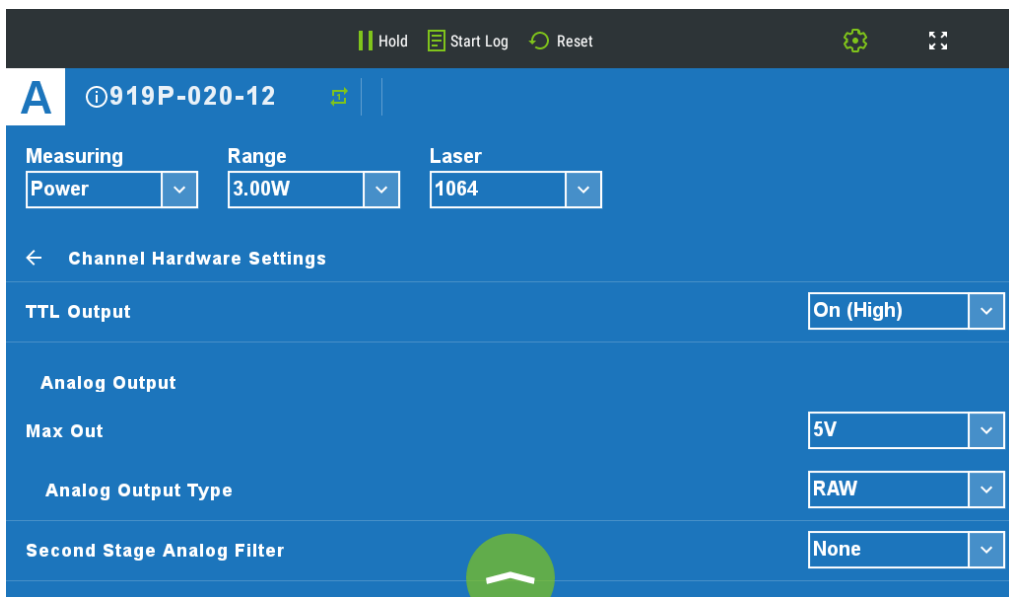 Hold Start Log Reset
A 919P-020-12
Measuring Range Laser
Power 3.00W 1064
Channel Hardware Settings
TTL Output On (High)
Analog Output
Max Out 5V
Analog Output Type RAW
Second Stage Analog Filter None